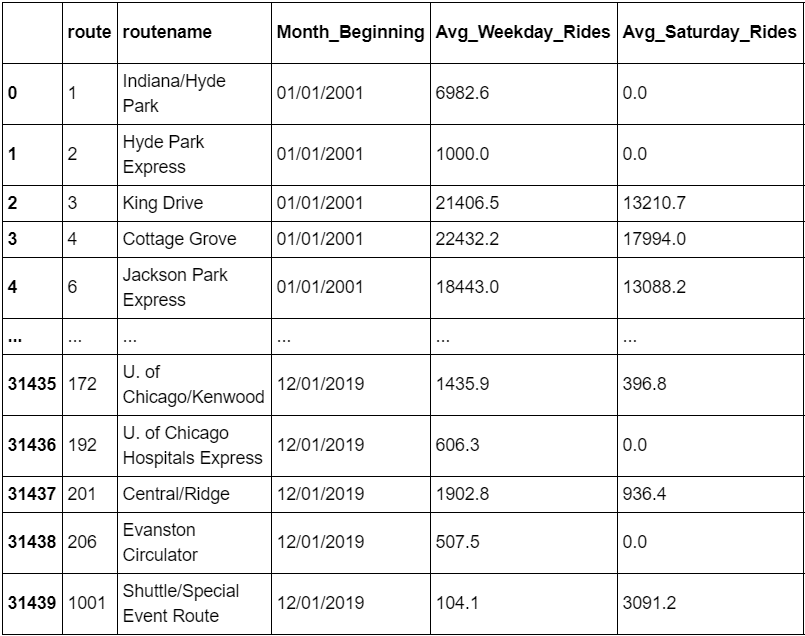 route routename Month_Beginning Avg_Weekday_Rides Avg_Saturday_Rides
0 1 Indiana/Hyde Park 01/01/2001 6982.6 0.0
1 2 Hyde Park Express 01/01/2001 1000.0 0.0
2 3 King Drive 01/01/2001 21406.5 13210.7
3 4 Cottage Grove 01/01/2001 22432.2 17994.0
4 6 Jackson Park Express 01/01/2001 18443.0 13088.2
... ... ... ... ... ...
31435 172 U. of Chicago/Kenwood 12/01/2019 1435.9 396.8
31436 192 U. of Chicago Hospitals Express 12/01/2019 606.3 0.0
31437 201 Central/Ridge 12/01/2019 1902.8 936.4
31438 206 Evanston Circulator 12/01/2019 507.5 0.0
31439 1001 Shuttle/Special Event Route 12/01/2019 104.1 3091.2